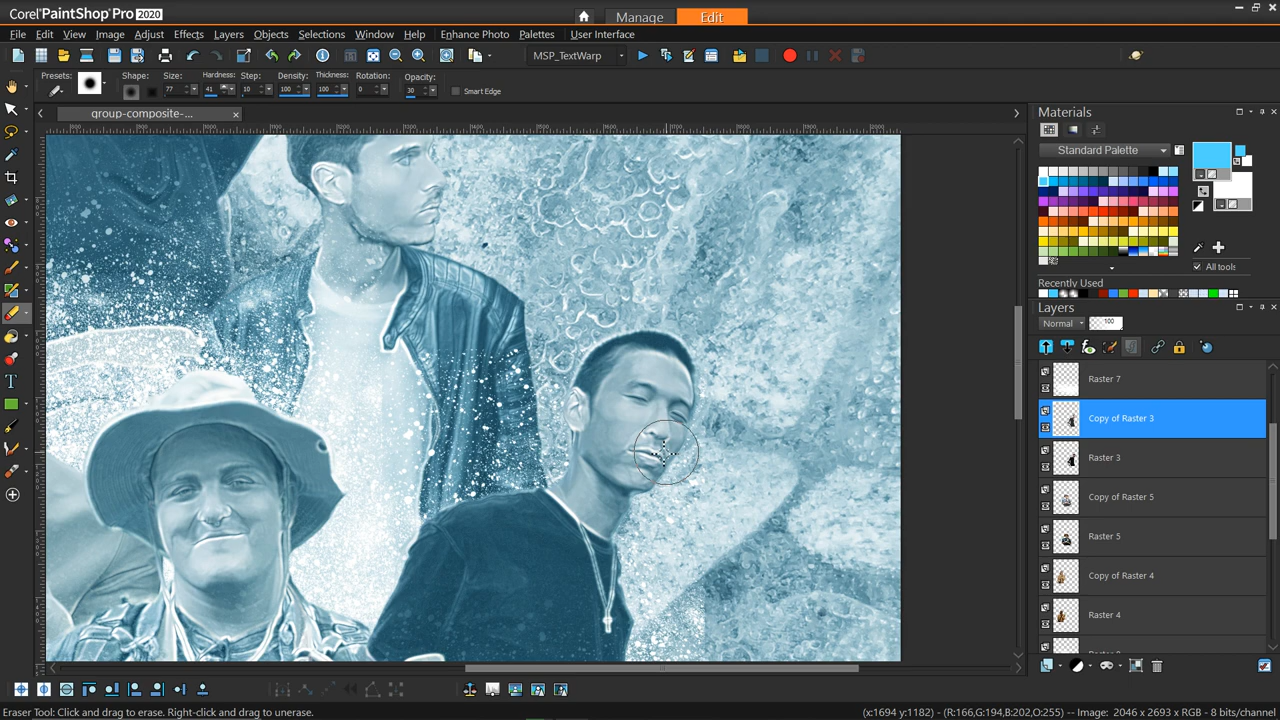 Corel®PaintShop®Pro 2020
Manage
Edit
File Edit View Image Adjust Effects Layers Objects Selections Window Help Enhance Photo Palettes User Interface
MSP_TextWarp
Presets: Shape: Size: Hardness: Step: Density: Thickness: Rotation: Opacity:
77 41 10 100 100 0 30 Smart Edge
group-composite-...
Materials
Standard Palette
All tools
Recently Used
Layers
Normal 100
Raster 7
Copy of Raster 3
Raster 3
Copy of Raster 5
Raster 5
Copy of Raster 4
Raster 4
Eraser Tool: Click and drag to erase. Right-click and drag to unerase.
(x:1694 y:1182) -- (R:166,G:194,B:202,O:255) -- Image: 2046 x 2693 x RGB - 8 bits/channel